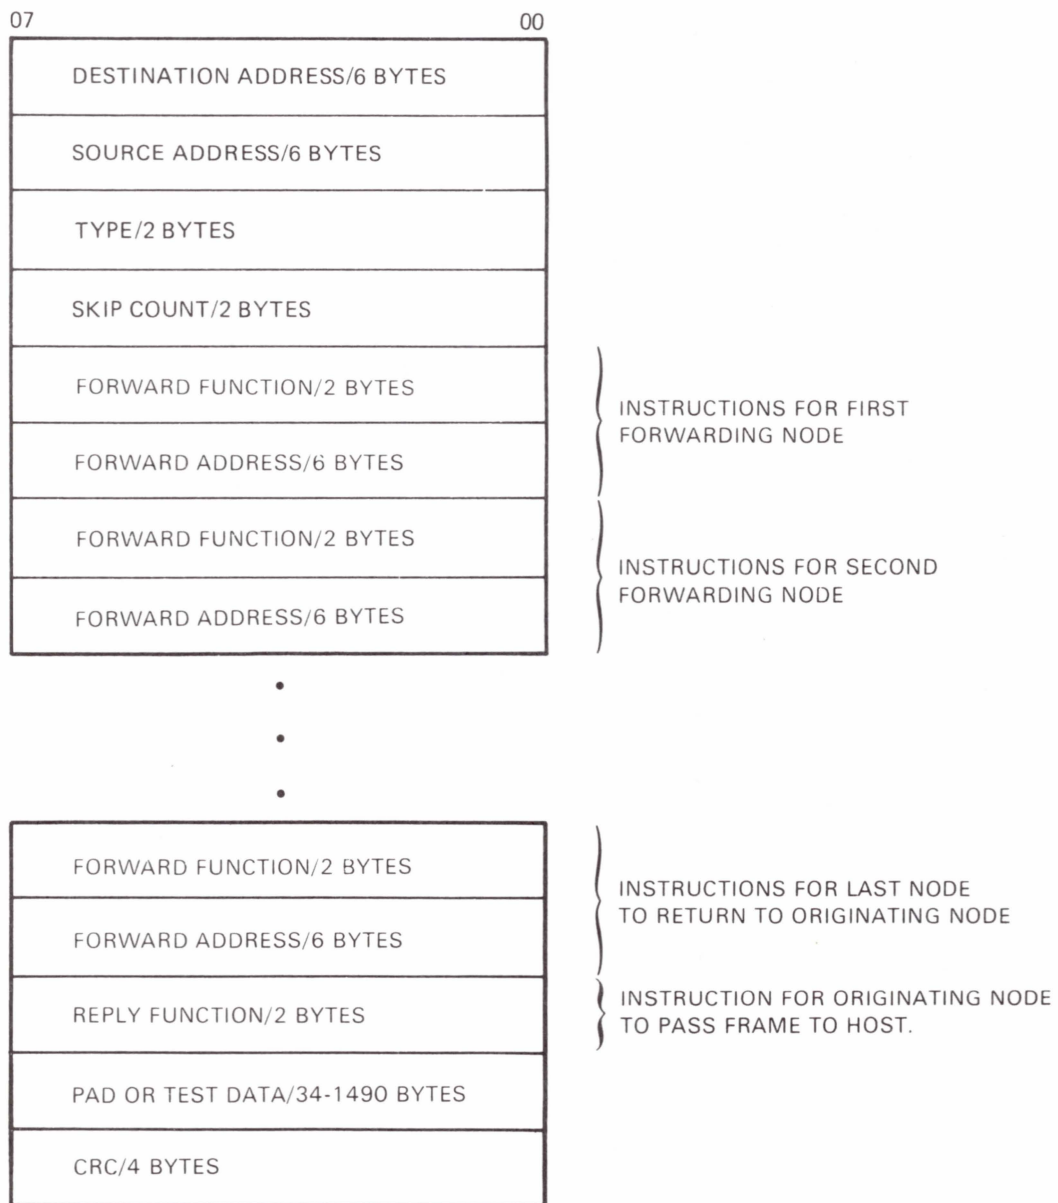 07 00
DESTINATION ADDRESS/6 BYTES
SOURCE ADDRESS/6 BYTES
TYPE/2 BYTES
SKIP COUNT/2 BYTES
FORWARD FUNCTION/2 BYTES
FORWARD ADDRESS/6 BYTES
INSTRUCTIONS FOR FIRST
FORWARDING NODE
FORWARD FUNCTION/2 BYTES
FORWARD ADDRESS/6 BYTES
INSTRUCTIONS FOR SECOND
FORWARDING NODE
FORWARD FUNCTION/2 BYTES
FORWARD ADDRESS/6 BYTES
INSTRUCTIONS FOR LAST NODE
TO RETURN TO ORIGINATING NODE
REPLY FUNCTION/2 BYTES
INSTRUCTION FOR ORIGINATING NODE
TO PASS FRAME TO HOST.
PAD OR TEST DATA/34-1490 BYTES
CRC/4 BYTES